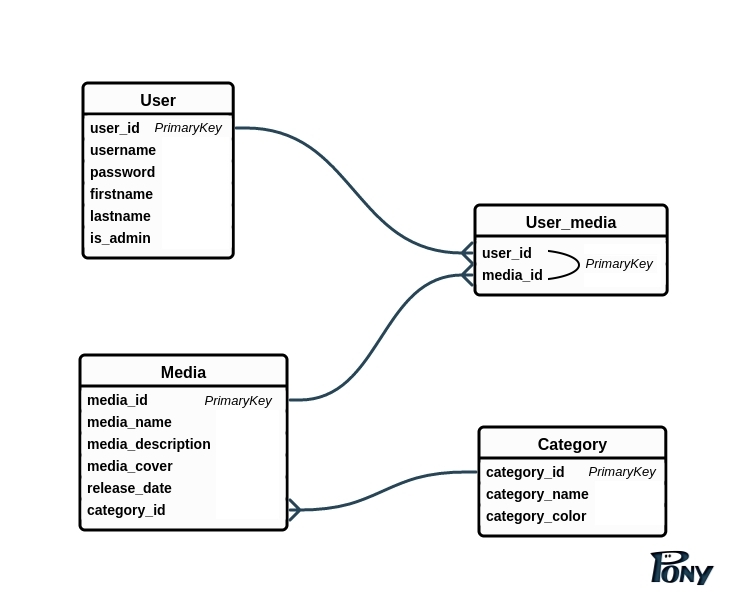 User
user_id PrimaryKey
username
password
firstname
lastname
is_admin
User_media
user_id
media_id
PrimaryKey
Media
media_id PrimaryKey
media_name
media_description
media_cover
release_date
category_id
Category
category_id PrimaryKey
category_name
category_color
PONY